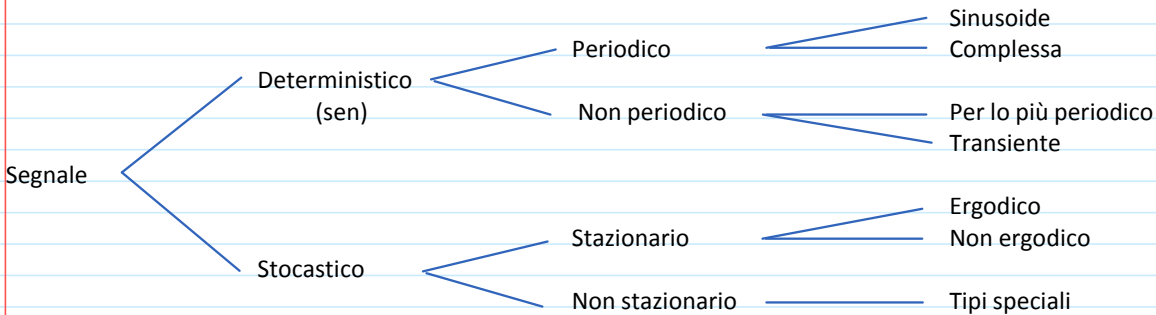 Sinusoide
Periodico
Complessa
Deterministico
(sen)
Non periodico
Per lo più periodico
Transiente
Segnale
Ergodico
Stazionario
Non ergodico
Stocastico
Non stazionario
Tipi speciali